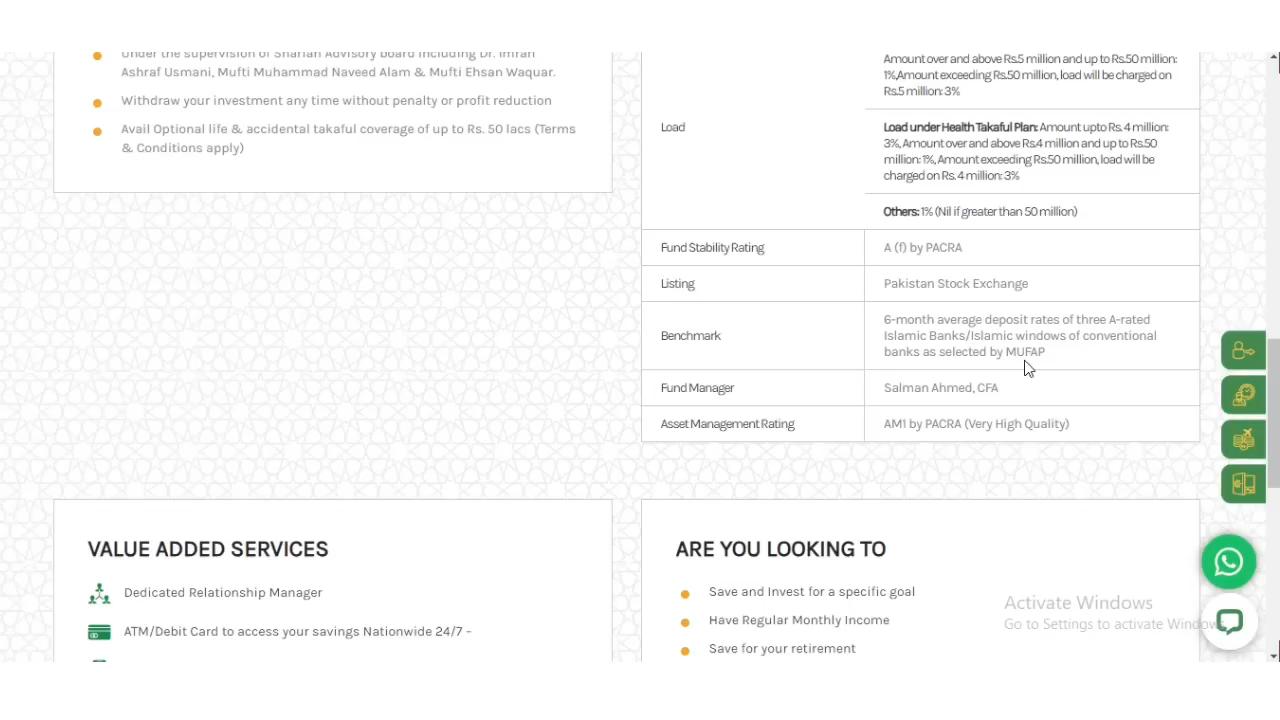 Under the supervision of Shariah Advisory board including Dr. Imran
Ashraf Usmani, Mufti Muhammad Naveed Alam & Mufti Ehsan Waquar.
Withdraw your investment any time without penalty or profit reduction
Avail Optional life & accidental takaful coverage of up to Rs. 50 lacs (Terms
& Conditions apply)
Amount over and above Rs.5 million and up to Rs.50 million:
1%,Amount exceeding Rs.50 million, load will be charged on
Rs.5 million: 3%
Load
Load under Health Takaful Plan: Amount upto Rs. 4 million:
3%, Amount over and above Rs.4 million and up to Rs.50
million: 1%, Amount exceeding Rs.50 million, load will be
charged on Rs. 4 million: 3%
Others: 1% (Nil if greater than 50 million)
Fund Stability Rating
A (f) by PACRA
Listing
Pakistan Stock Exchange
Benchmark
6-month average deposit rates of three A-rated
Islamic Banks/Islamic windows of conventional
banks as selected by MUFAP
Fund Manager
Salman Ahmed, CFA
Asset Management Rating
AM1 by PACRA (Very High Quality)
VALUE ADDED SERVICES
Dedicated Relationship Manager
ATM/Debit Card to access your savings Nationwide 24/7 –
ARE YOU LOOKING TO
Save and Invest for a specific goal
Have Regular Monthly Income
Save for your retirement
Activate Windows
Go to Settings to activate Windows